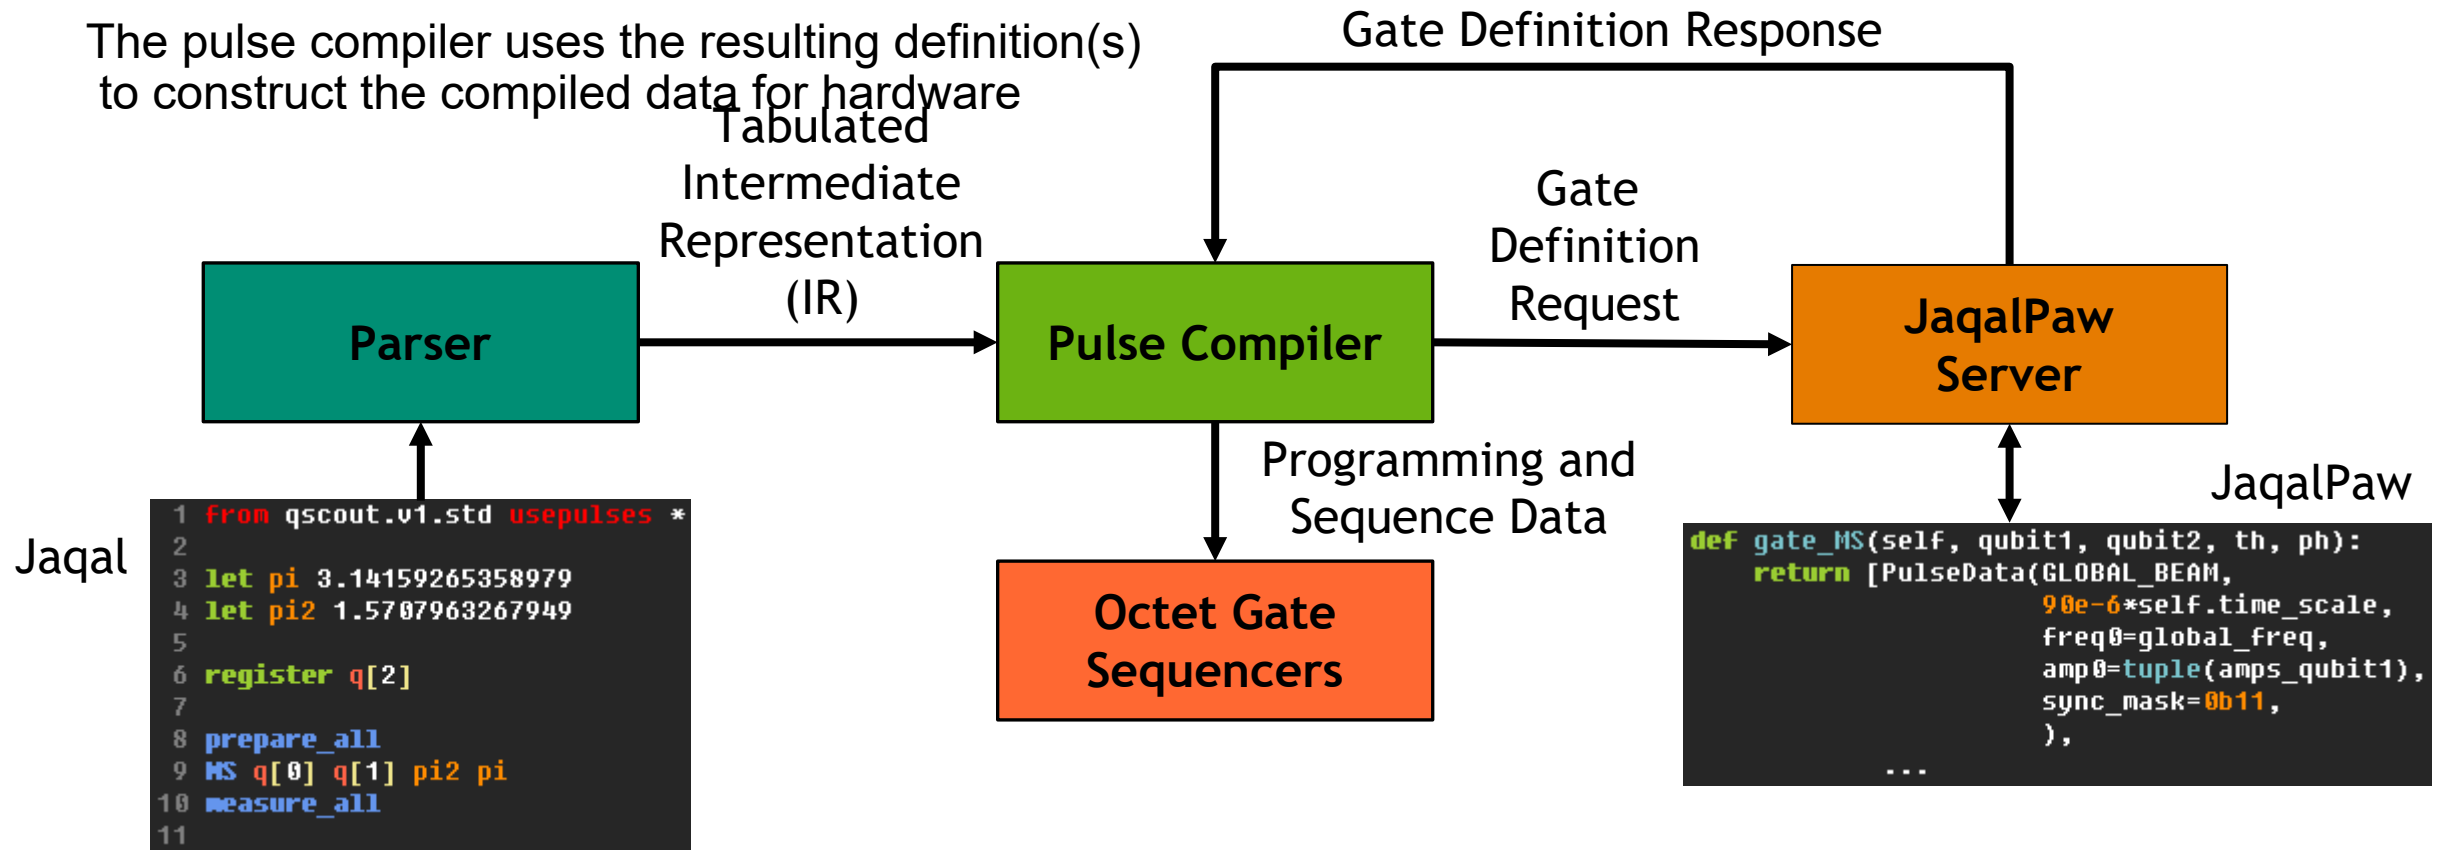 The pulse compiler uses the resulting definition(s)
to construct the compiled data for hardware
Gate Definition Response
Tabulated
Intermediate
Representation
(IR)
Gate
Definition
Request
Parser
Pulse Compiler
JaqalPaw
Server
Programming and
Sequence Data
Octet Gate
Sequencers
Jaqal
1 from qscout.v1.std usepulses *
2
3 let pi 3.14159265358979
4 let pi2 1.5707963267949
5
6 register q[2]
7
8 prepare_all
9 MS q[0] q[1] pi2 pi
10 measure_all
11
JaqalPaw
def gate_MS(self, qubit1, qubit2, th, ph):
return [PulseData(GLOBAL_BEAM,
90e-6*self.time_scale,
freq0=global_freq,
amp0=tuple(amps_qubit1),
sync_mask=0b11,
),
...